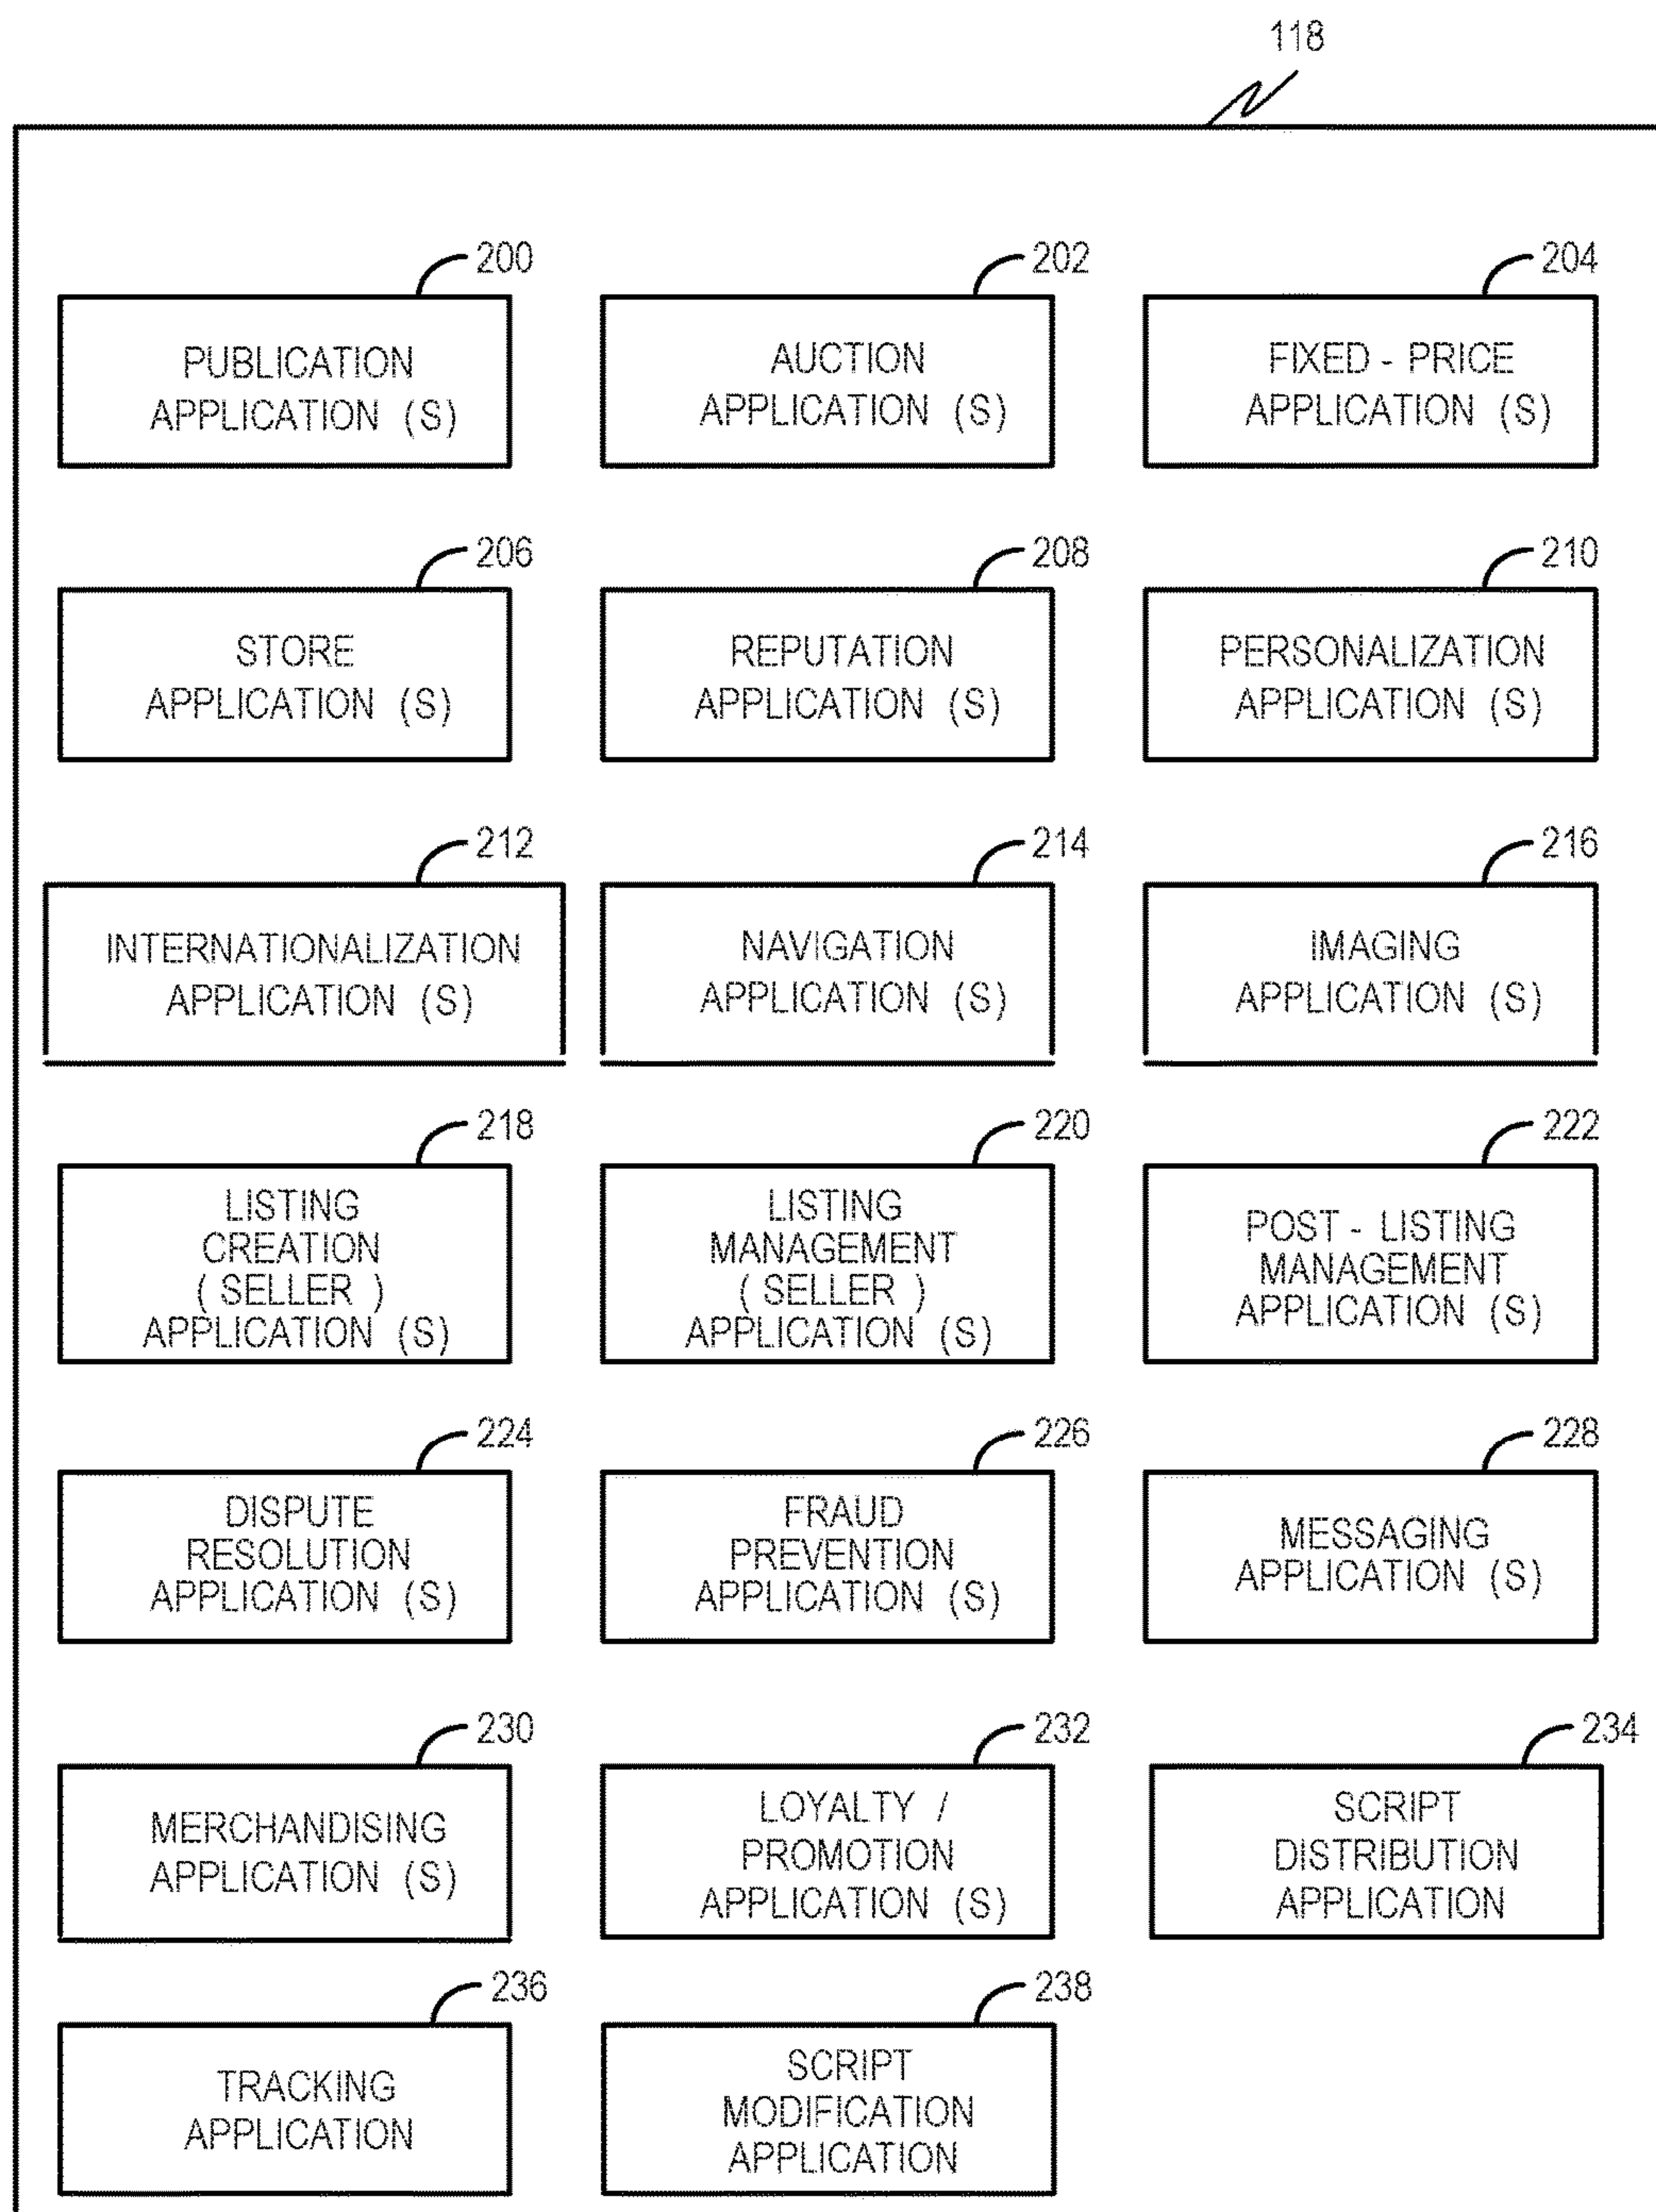 118
200
PUBLICATION
APPLICATION (S)
202
AUCTION
APPLICATION (S)
204
FIXED - PRICE
APPLICATION (S)
206
STORE
APPLICATION (S)
208
REPUTATION
APPLICATION (S)
210
PERSONALIZATION
APPLICATION (S)
212
INTERNATIONALIZATION
APPLICATION (S)
214
NAVIGATION
APPLICATION (S)
216
IMAGING
APPLICATION (S)
218
LISTING
CREATION
( SELLER )
APPLICATION (S)
220
LISTING
MANAGEMENT
( SELLER )
APPLICATION (S)
222
POST - LISTING
MANAGEMENT
APPLICATION (S)
224
DISPUTE
RESOLUTION
APPLICATION (S)
226
FRAUD
PREVENTION
APPLICATION (S)
228
MESSAGING
APPLICATION (S)
230
MERCHANDISING
APPLICATION (S)
232
LOYALTY /
PROMOTION
APPLICATION (S)
234
SCRIPT
DISTRIBUTION
APPLICATION
236
TRACKING
APPLICATION
238
SCRIPT
MODIFICATION
APPLICATION